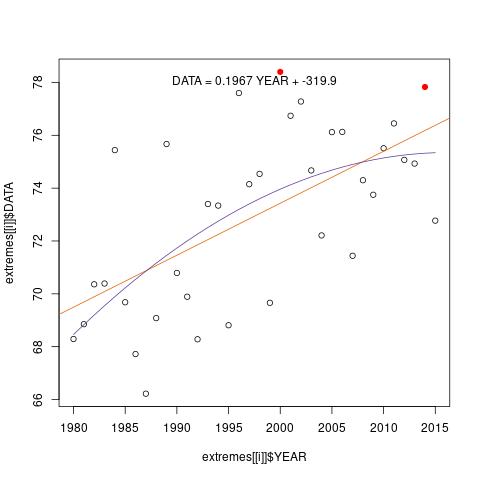 DATA = 0.1967 YEAR + -319.9
78
76
74
72
70
68
66
extremes[[i]]$DATA
1980 1985 1990 1995 2000 2005 2010 2015
extremes[[i]]$YEAR